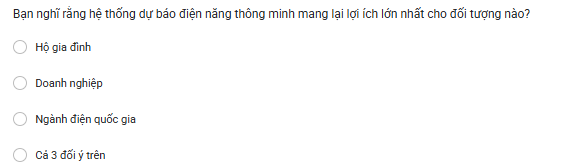 Bạn nghĩ rằng hệ thống dự báo điện năng thông minh mang lại lợi ích lớn nhất cho đối tượng nào?
Hộ gia đình
Doanh nghiệp
Ngành điện quốc gia
Cả 3 đối ý trên